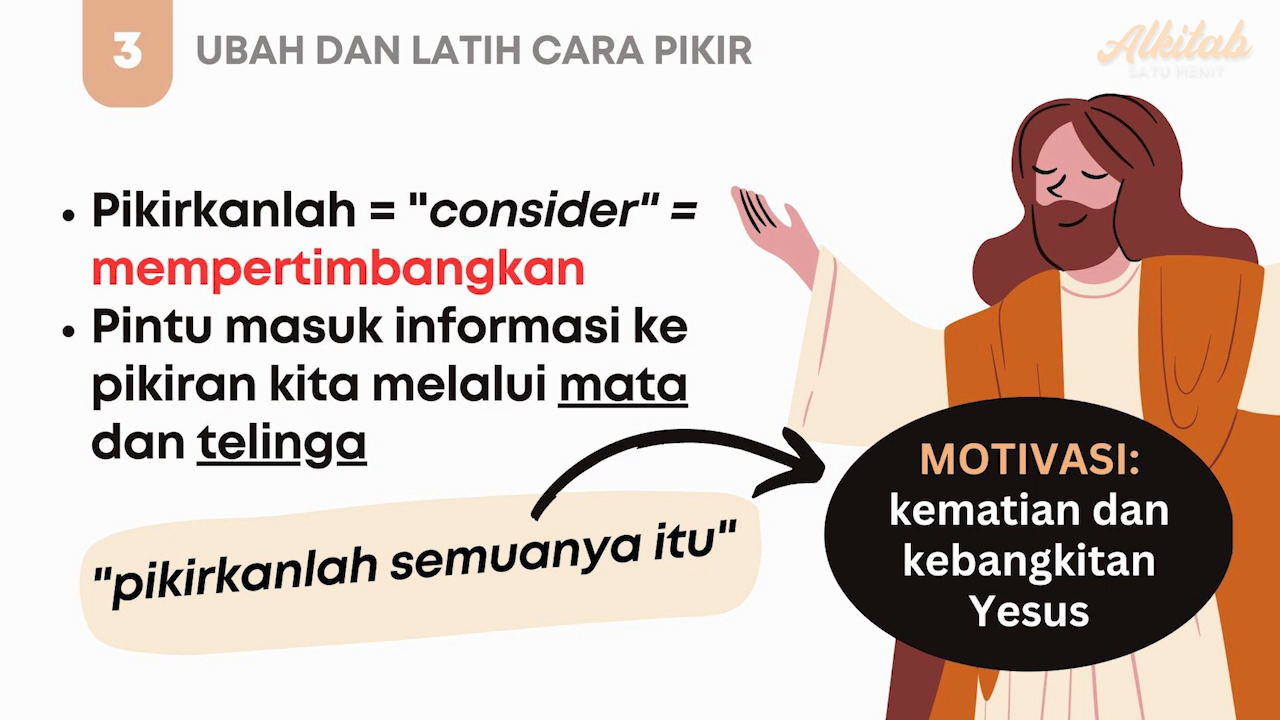 3
UBAH DAN LATIH CARA PIKIR
Alkitab
SATU MENIT
• Pikirkanlah = "consider" =
mempertimbangkan
• Pintu masuk informasi ke
pikiran kita melalui mata
dan telinga
"pikirkanlah semuanya itu"
MOTIVASI:
kematian dan
kebangkitan
Yesus